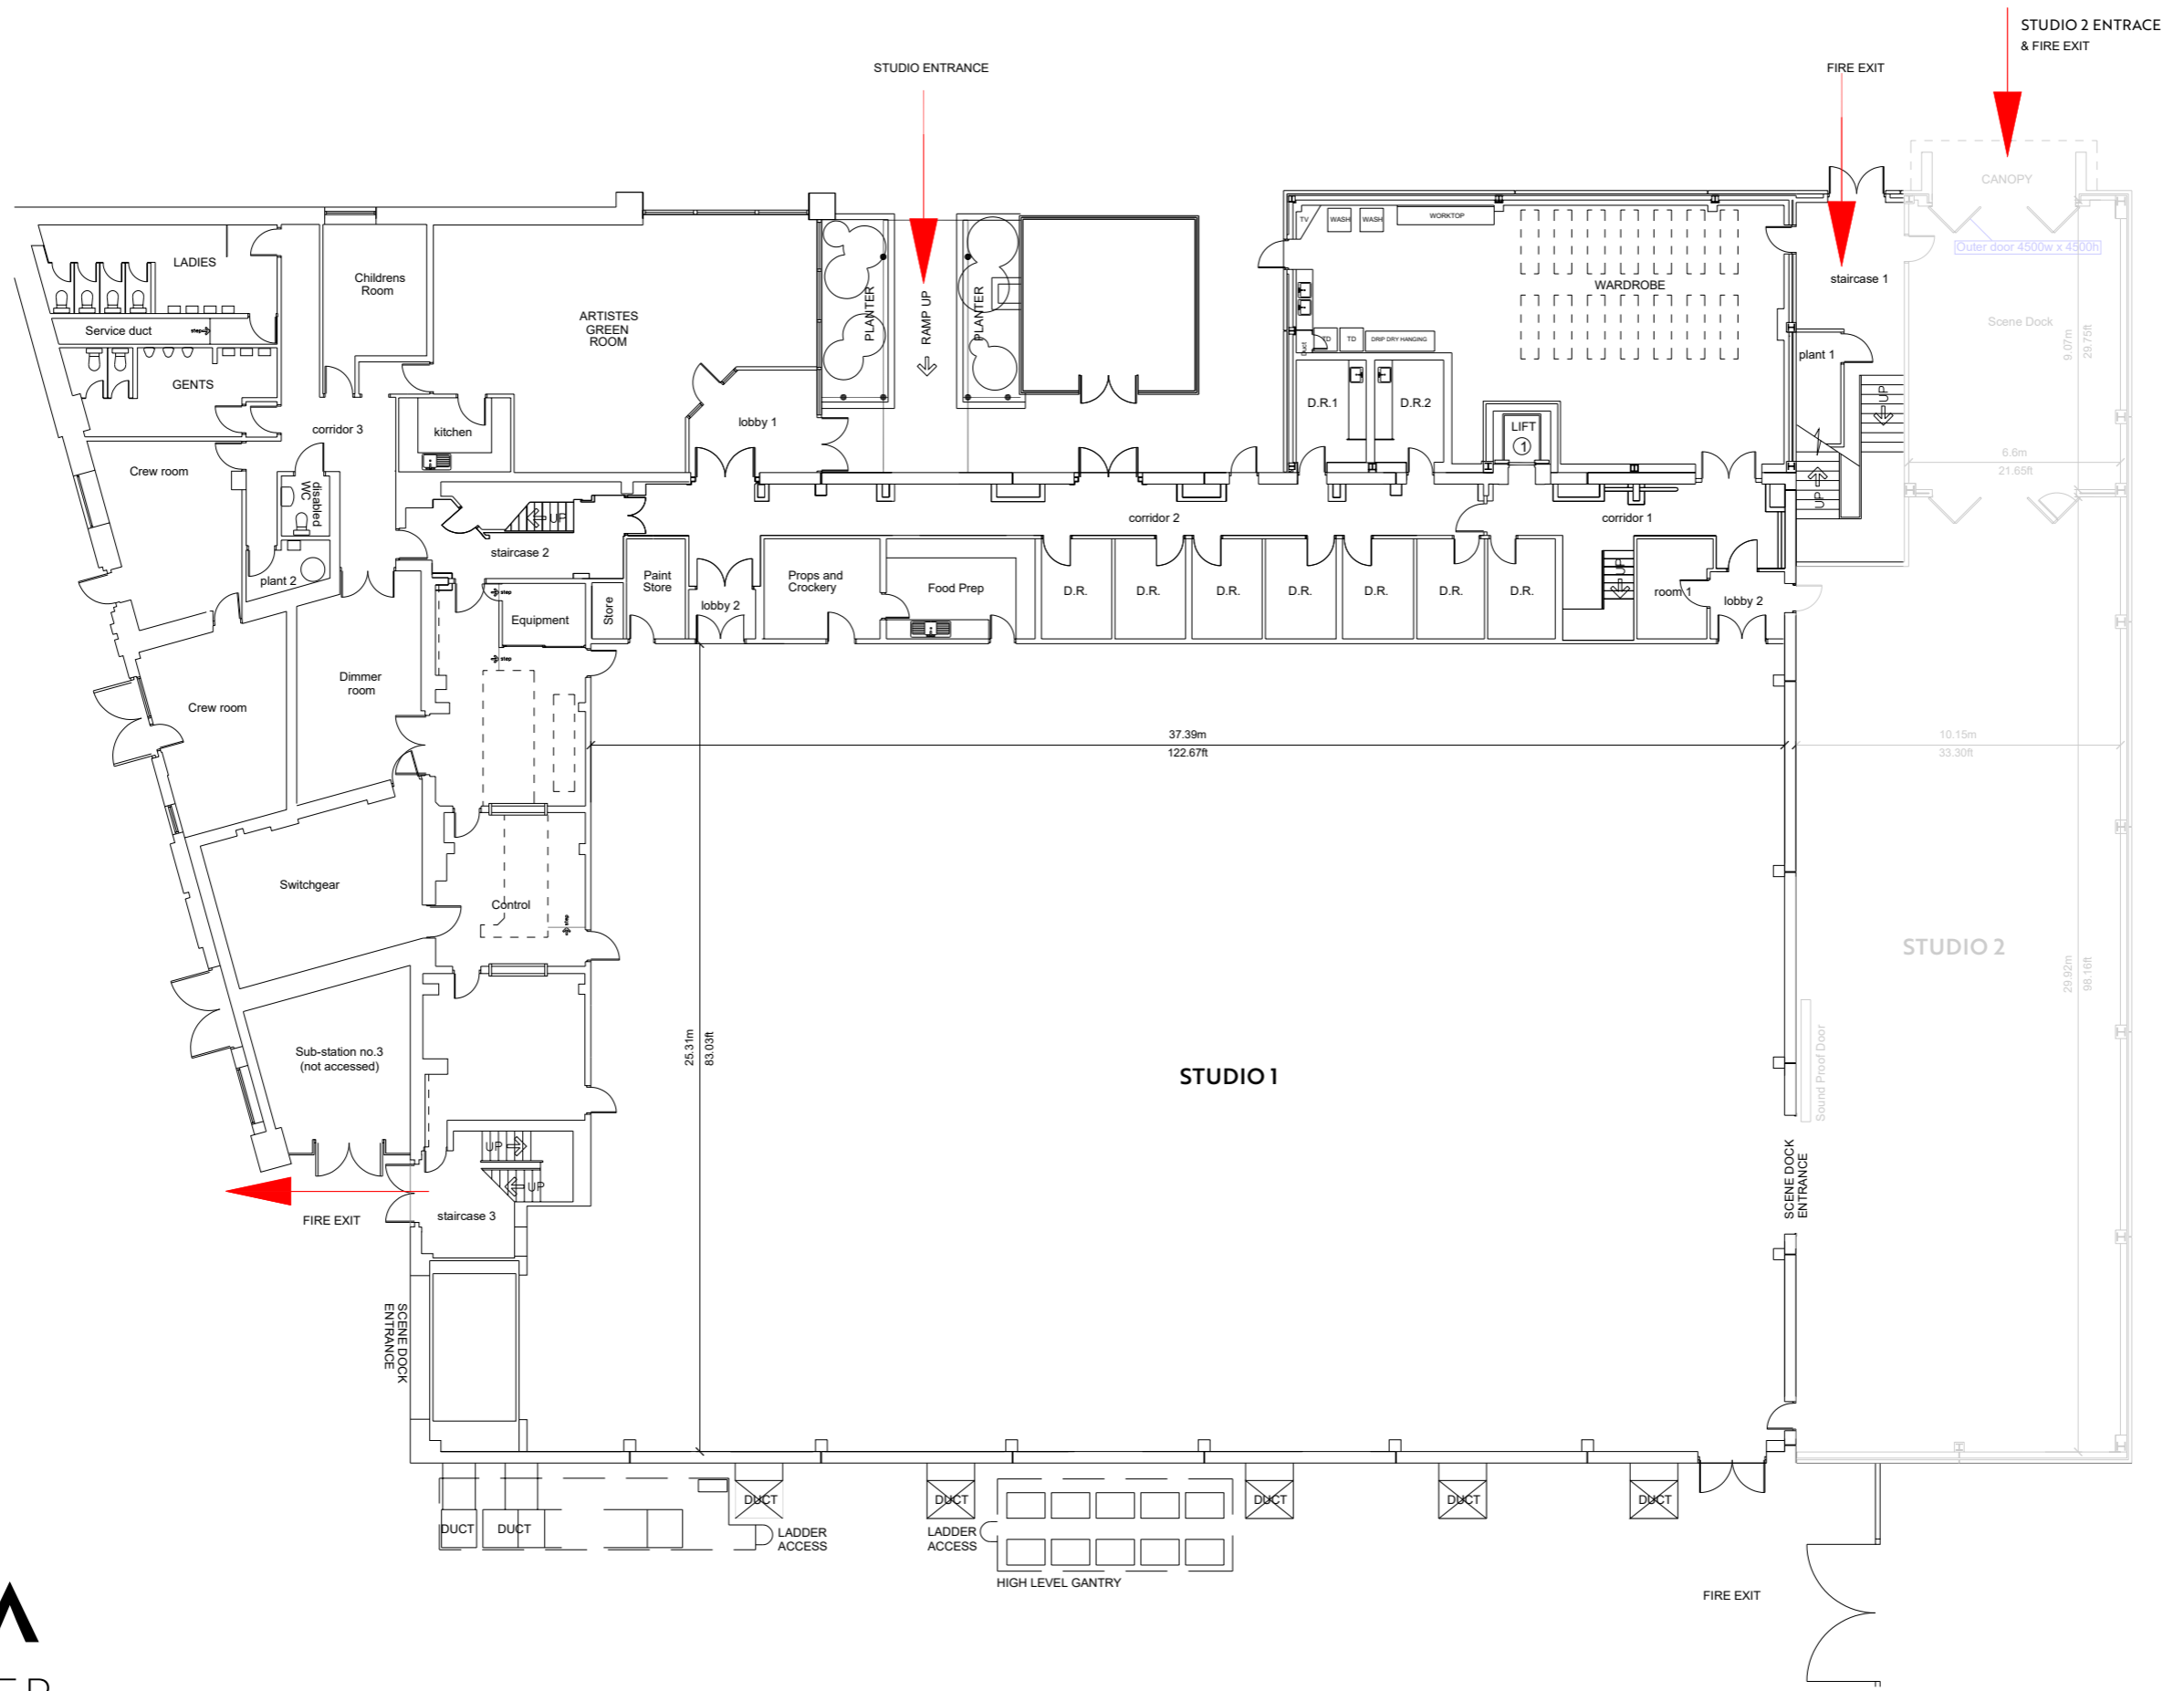 STUDIO 2 ENTRACE
& FIRE EXIT
STUDIO ENTRANCE
FIRE EXIT
CANOPY
Outer door 4500w x 4500h
LADIES
Service duct
step
GENTS
Childrens
Room
ARTISTES
GREEN
ROOM
PLANTER
RAMP UP
PLANTER
TV
WASH
WASH
WORKTOP
WARDROBE
Duct
TD
TD
DRIP DRY HANGING
D.R.1
D.R.2
LIFT
1
staircase 1
plant 1
UP
UP
Scene Dock
9.07m
29.75ft
6.6m
21.65ft
corridor 3
kitchen
lobby 1
Crew room
disabled
WC
plant 2
UP
staircase 2
corridor 2
corridor 1
Paint
Store
lobby 2
Props and
Crockery
Food Prep
D.R.
D.R.
D.R.
D.R.
D.R.
D.R.
D.R.
UP
room 1
lobby 2
step
Equipment
Store
step
Dimmer
room
Crew room
37.39m
122.67ft
10.15m
33.30ft
Switchgear
Control
step
STUDIO 2
29.92m
98.16ft
Sound Proof Door
25.31m
83.03ft
STUDIO 1
Sub-station no.3
(not accessed)
UP
UP
SCENE DOCK
ENTRANCE
FIRE EXIT
staircase 3
SCENE DOCK
ENTRANCE
DUCT
DUCT
DUCT
DUCT
DUCT
DUCT
DUCT
LADDER
ACCESS
LADDER
ACCESS
HIGH LEVEL GANTRY
FIRE EXIT